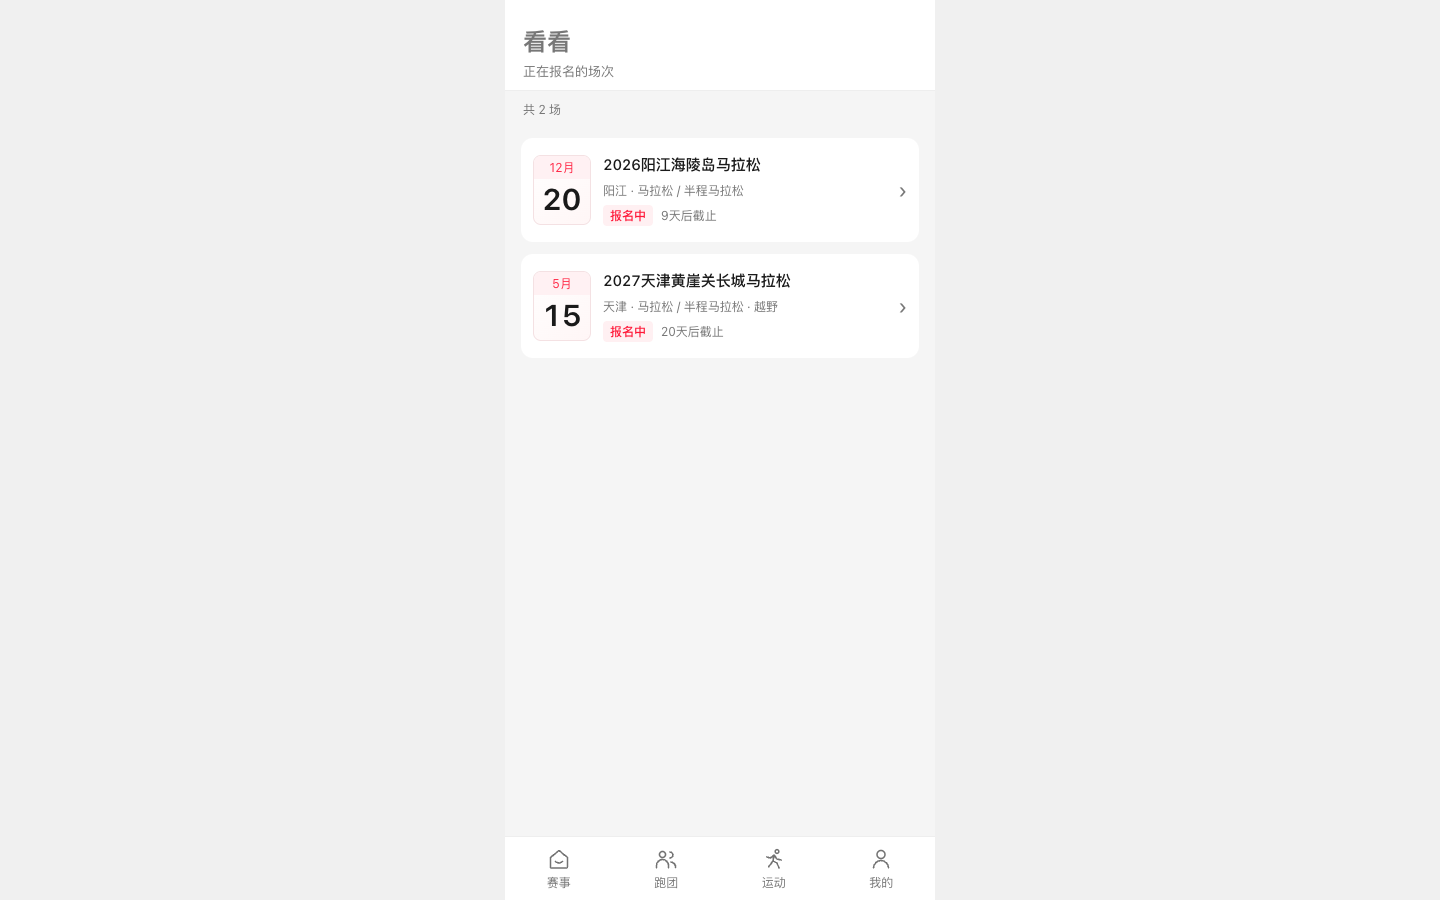 看看
正在报名的场次
共 2 场
12月
20
2026阳江海陵岛马拉松
阳江 · 马拉松 / 半程马拉松
报名中 9天后截止
5月
15
2027天津黄崖关长城马拉松
天津 · 马拉松 / 半程马拉松 · 越野
报名中 20天后截止
赛事 跑团 运动 我的